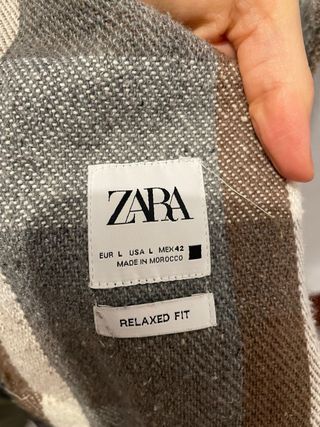 ZARA
EUR L USA L MEX 42
MADE IN MOROCCO
RELAXED FIT